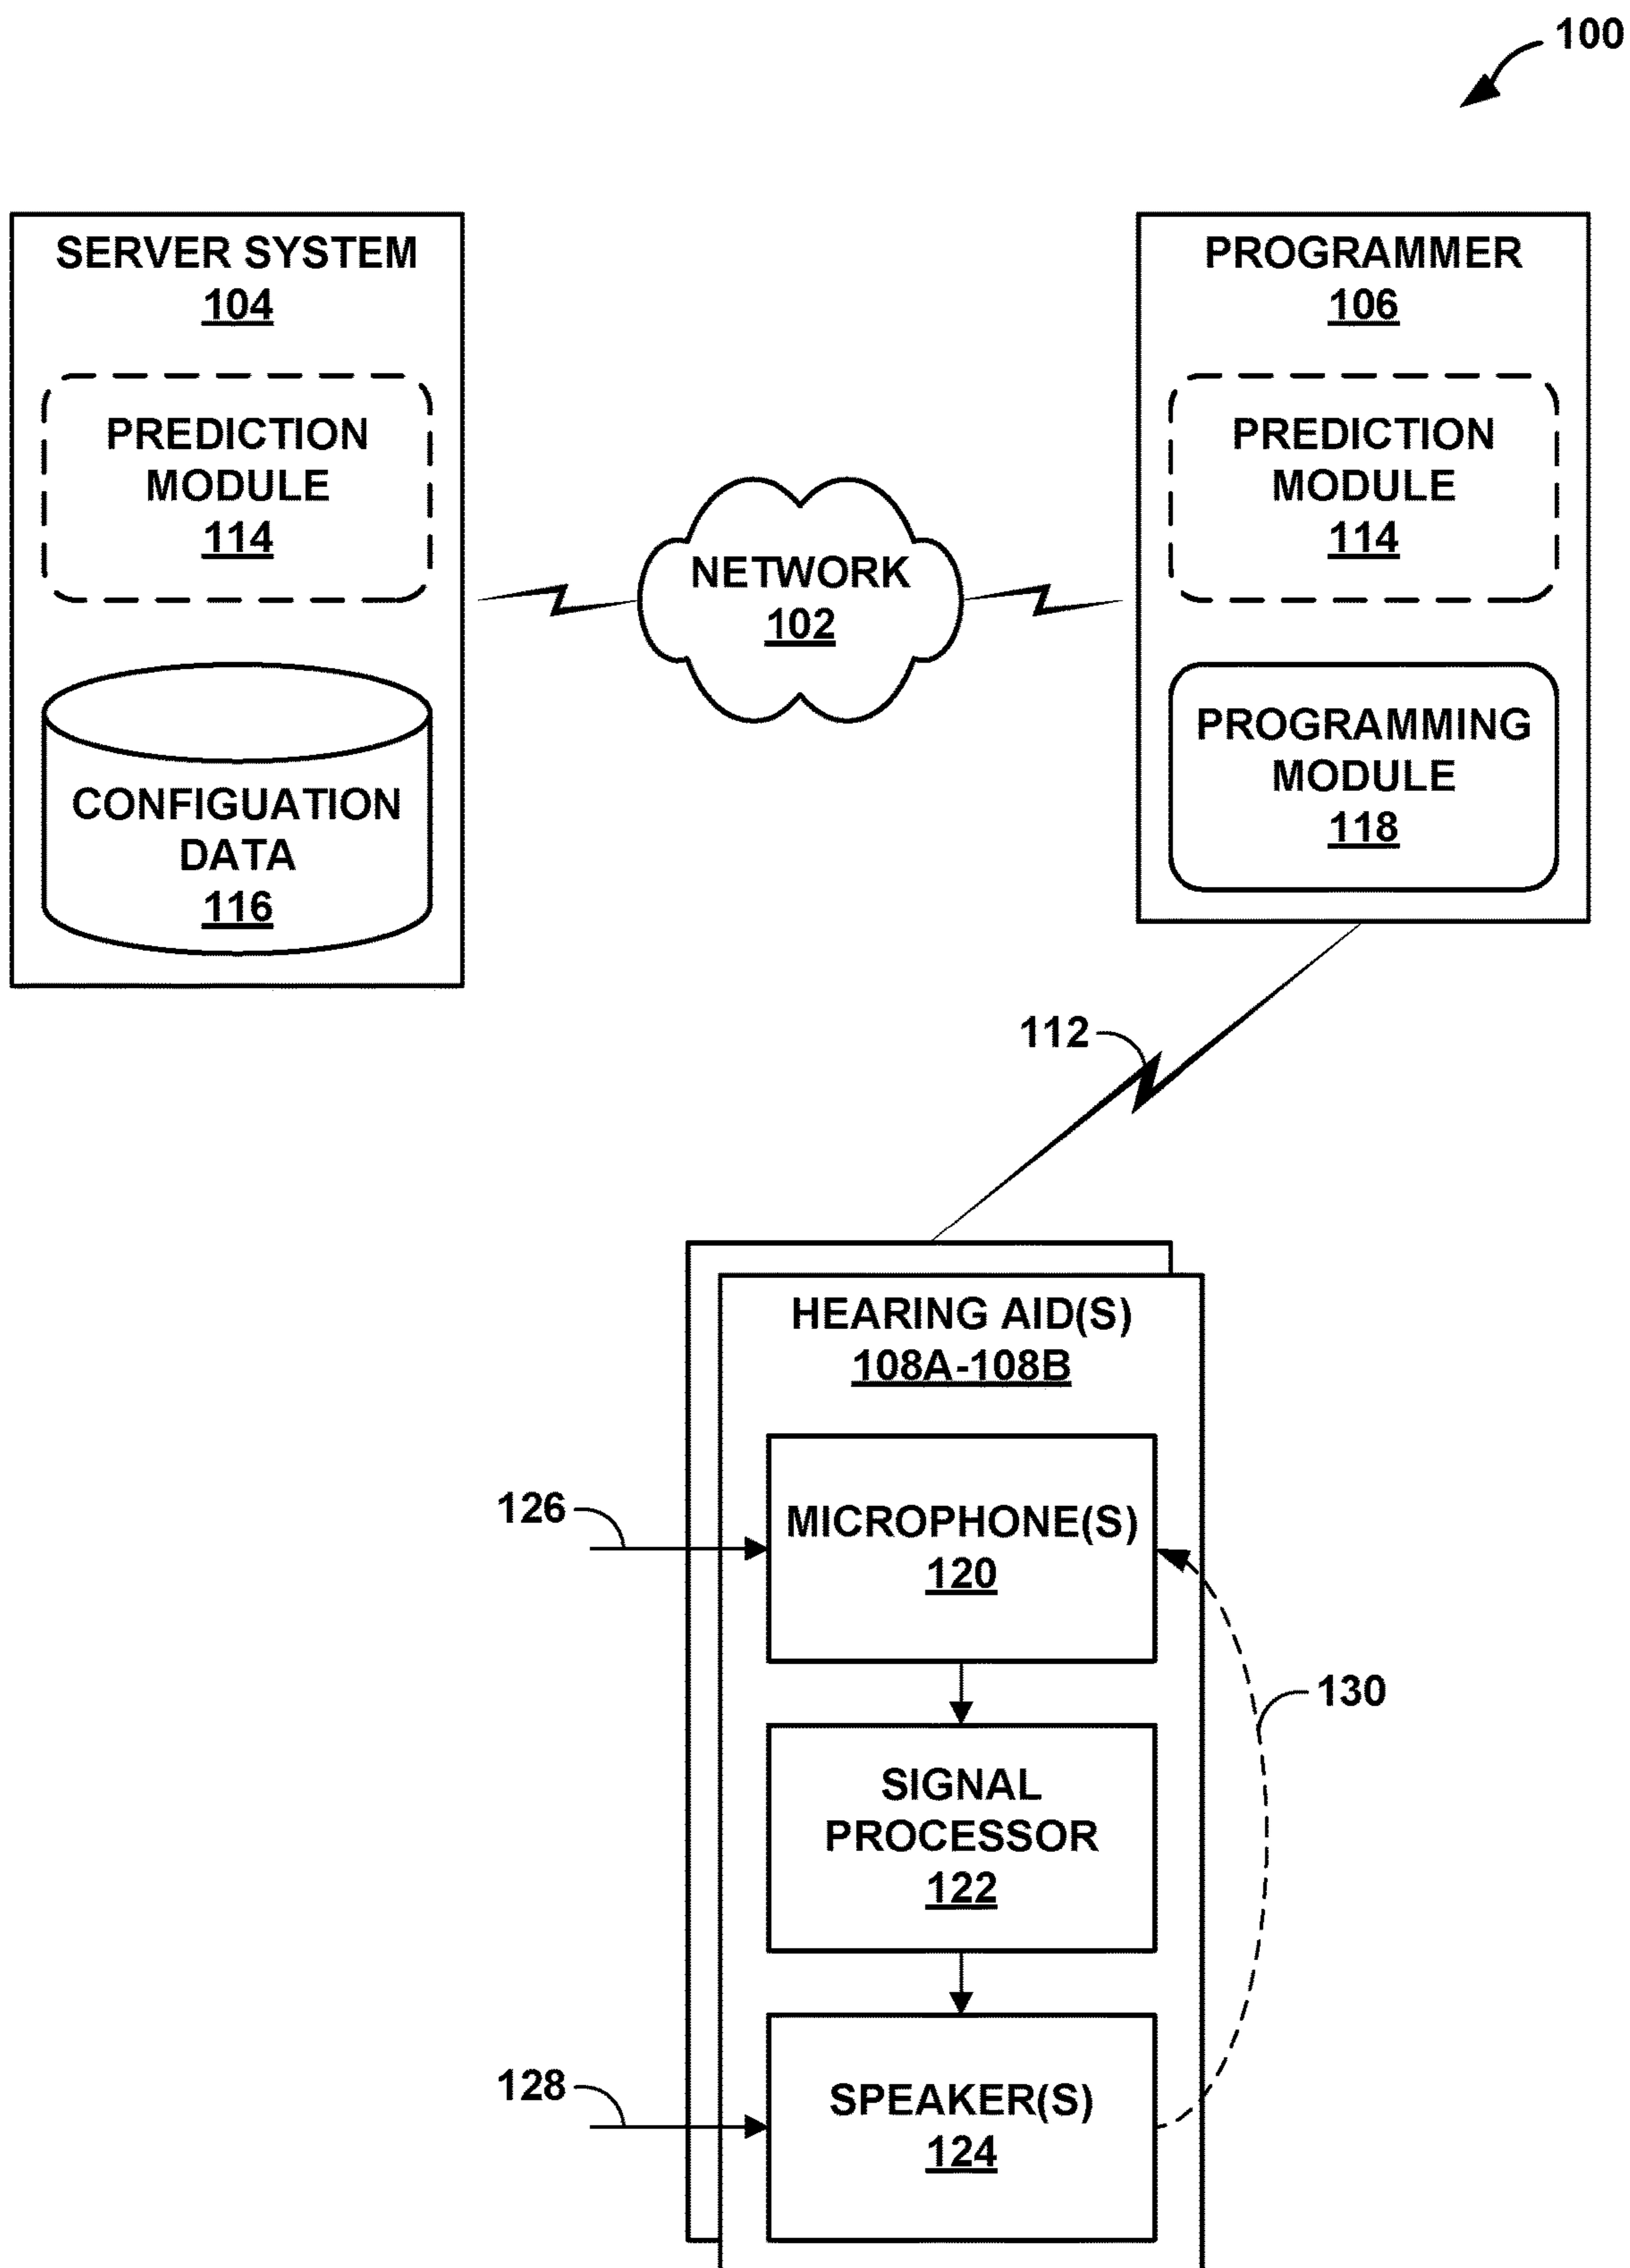 100
SERVER SYSTEM
104
PREDICTION
MODULE
114
CONFIGUATION
DATA
116
NETWORK
102
PROGRAMMER
106
PREDICTION
MODULE
114
PROGRAMMING
MODULE
118
112
HEARING AID(S)
108A-108B
126
MICROPHONE(S)
120
130
SIGNAL
PROCESSOR
122
128
SPEAKER(S)
124